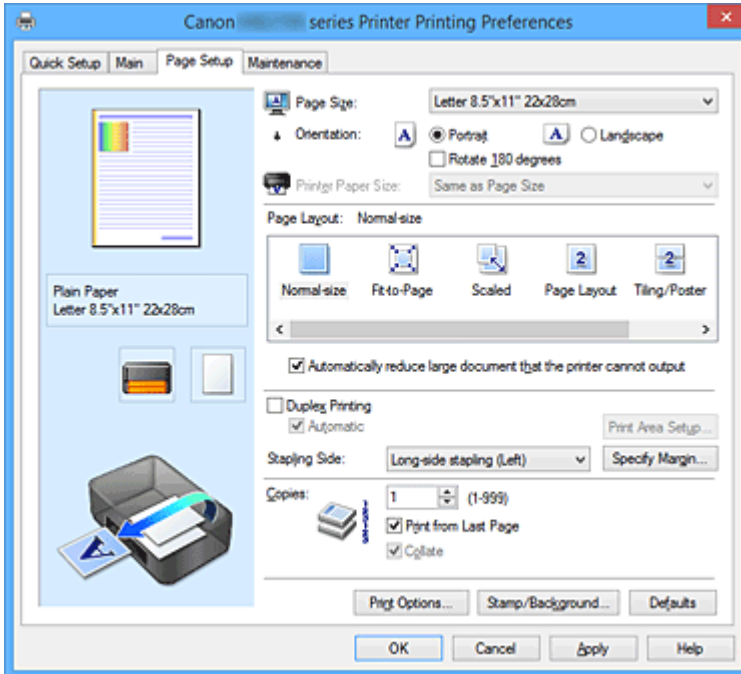 Canon series Printer Printing Preferences
Quick Setup Main Page Setup Maintenance
Page Size: Letter 8.5"x11" 22x28cm
Orientation: A Portrait A Landscape
Rotate 180 degrees
Printer Paper Size: Same as Page Size
Page Layout: Normal-size
2 2
Normal-size Fit-to-Page Scaled Page Layout Tiling/Poster
Plain Paper
Letter 8.5"x11" 22x28cm
Automatically reduce large document that the printer cannot output
Duplex Printing
Automatic Print Area Setup...
Stapling Side: Long-side stapling (Left) Specify Margin...
Copies: 1 (1-999)
Print from Last Page
Collate
A
Print Options... Stamp/Background... Defaults
OK Cancel Apply Help